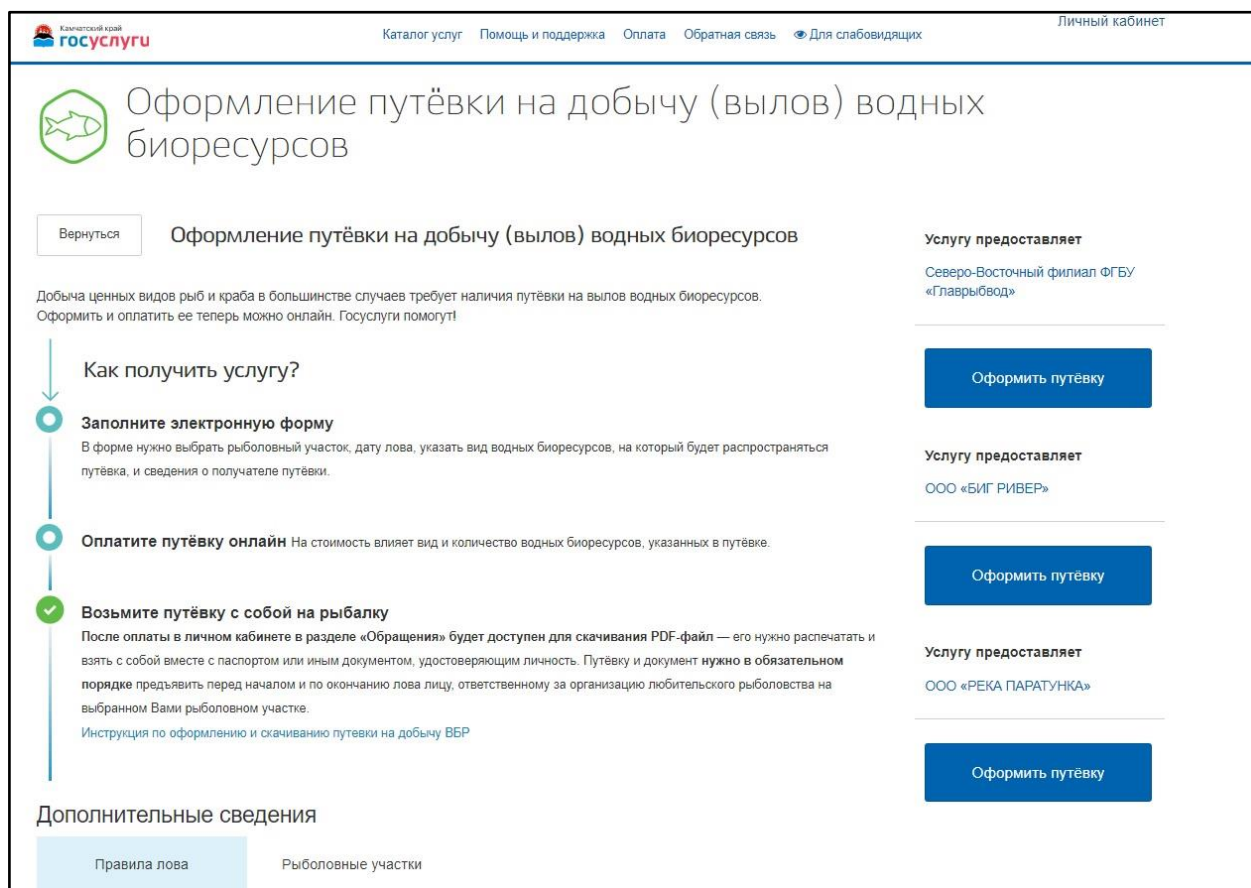 Камчатский край
госуслуги
Каталог услуг Помощь и поддержка Оплата Обратная связь Для слабовидящих
Личный кабинет
Оформление путёвки на добычу (вылов) водных
биоресурсов
Вернуться
Оформление путёвки на добычу (вылов) водных биоресурсов
Добыча ценных видов рыб и краба в большинстве случаев требует наличия путёвки на вылов водных биоресурсов.
Оформить и оплатить ее теперь можно онлайн. Госуслуги помогут!
Как получить услугу?
Заполните электронную форму
В форме нужно выбрать рыболовный участок, дату лова, указать вид водных биоресурсов, на который будет распространяться
путёвка, и сведения о получателе путёвки.
Оплатите путёвку онлайн На стоимость влияет вид и количество водных биоресурсов, указанных в путёвке.
Возьмите путёвку с собой на рыбалку
После оплаты в личном кабинете в разделе «Обращения» будет доступен для скачивания PDF-файл — его нужно распечатать и
взять с собой вместе с паспортом или иным документом, удостоверяющим личность. Путёвку и документ нужно в обязательном
порядке предъявить перед началом и по окончанию лова лицу, ответственному за организацию любительского рыболовства на
выбранном Вами рыболовном участке.
Инструкция по оформлению и скачиванию путевки на добычу ВБР
Услугу предоставляет
Северо-Восточный филиал ФГБУ
«Главрыбвод»
Оформить путёвку
Услугу предоставляет
ООО «БИГ РИВЕР»
Оформить путёвку
Услугу предоставляет
ООО «РЕКА ПАРАТУНКА»
Оформить путёвку
Дополнительные сведения
Правила лова
Рыболовные участки